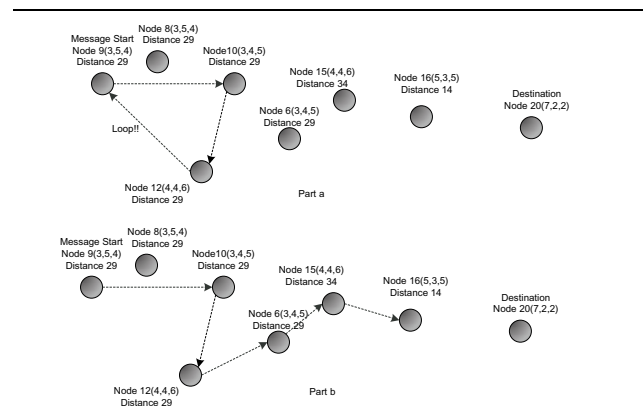 Node 8(3,5,4)
Distance 29
Message Start
Node 9(3,5,4)
Distance 29
Node10(3,4,5)
Distance 29
Node 15(4,4,6)
Distance 34
Node 16(5,3,5)
Distance 14
Destination
Node 20(7,2,2)
Node 6(3,4,5)
Distance 29
Loop!!
Node 12(4,4,6)
Distance 29
Part a
Node 8(3,5,4)
Distance 29
Message Start
Node 9(3,5,4)
Distance 29
Node10(3,4,5)
Distance 29
Node 15(4,4,6)
Distance 34
Node 16(5,3,5)
Distance 14
Destination
Node 20(7,2,2)
Node 6(3,4,5)
Distance 29
Node 12(4,4,6)
Distance 29
Part b